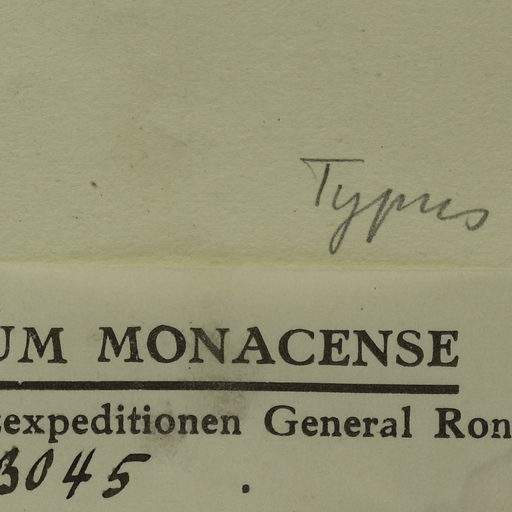 Typus
UM MONACENSE
expeditionen General Ron
3045 .